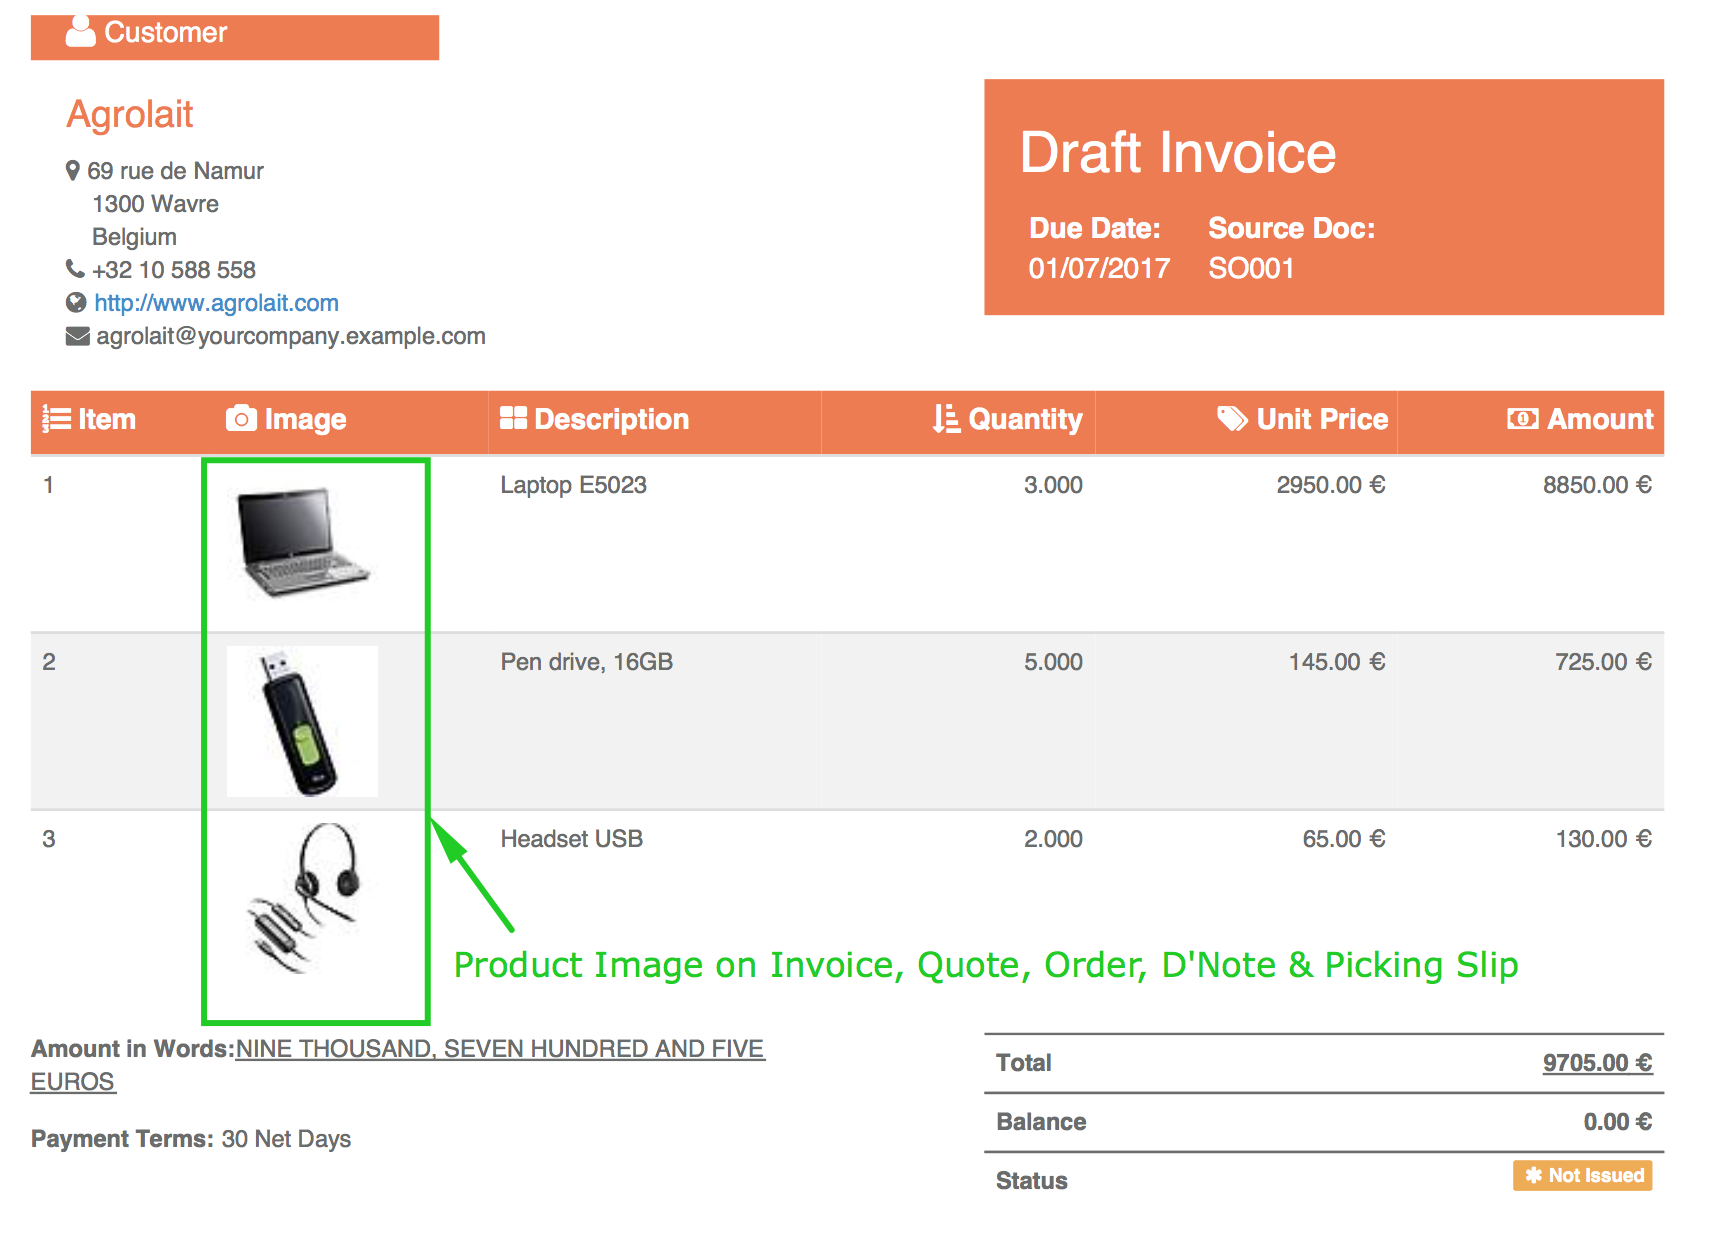 Customer
Agrolait
69 rue de Namur
1300 Wavre
Belgium
+32 10 588 558
http://www.agrolait.com
agrolait@yourcompany.example.com
Draft Invoice
Due Date: Source Doc:
01/07/2017 SO001
Item Image Description Quantity Unit Price Amount
1 Laptop E5023 3.000 2950.00 € 8850.00 €
2 Pen drive, 16GB 5.000 145.00 € 725.00 €
3 Headset USB 2.000 65.00 € 130.00 €
Product Image on Invoice, Quote, Order, D'Note & Picking Slip
Amount in Words:NINE THOUSAND, SEVEN HUNDRED AND FIVE
EUROS
Payment Terms: 30 Net Days
Total 9705.00 €
Balance 0.00 €
Status Not Issued